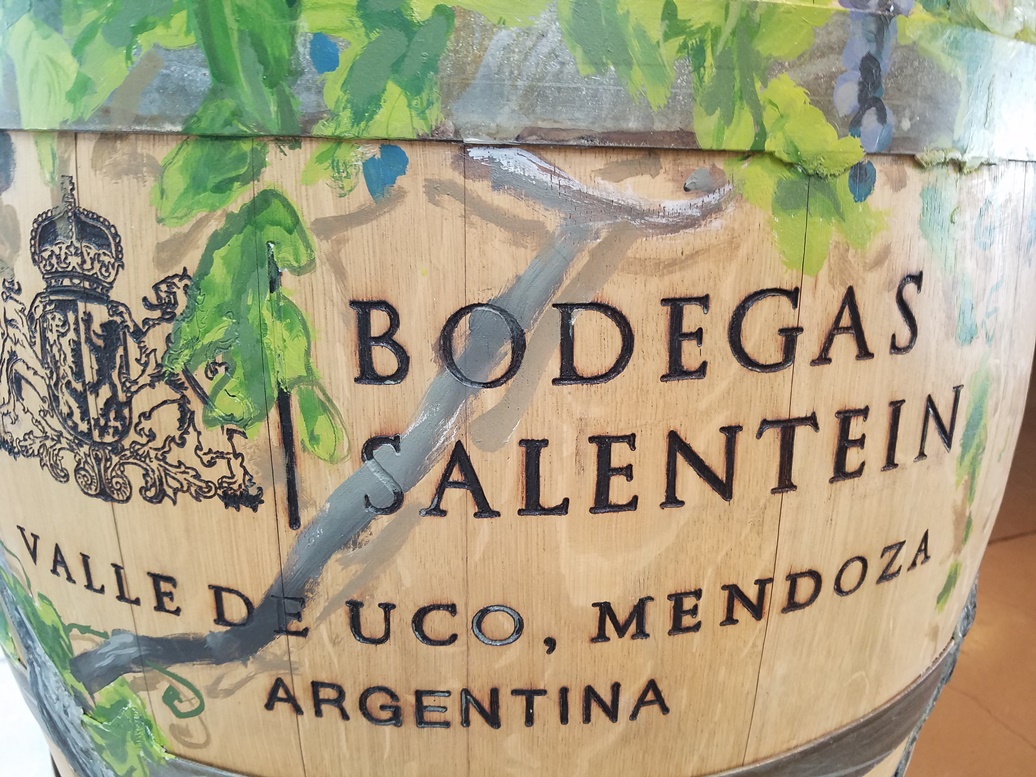 BODEGAS
SALENTEIN
VALLE DE UCO, MENDOZA
ARGENTINA